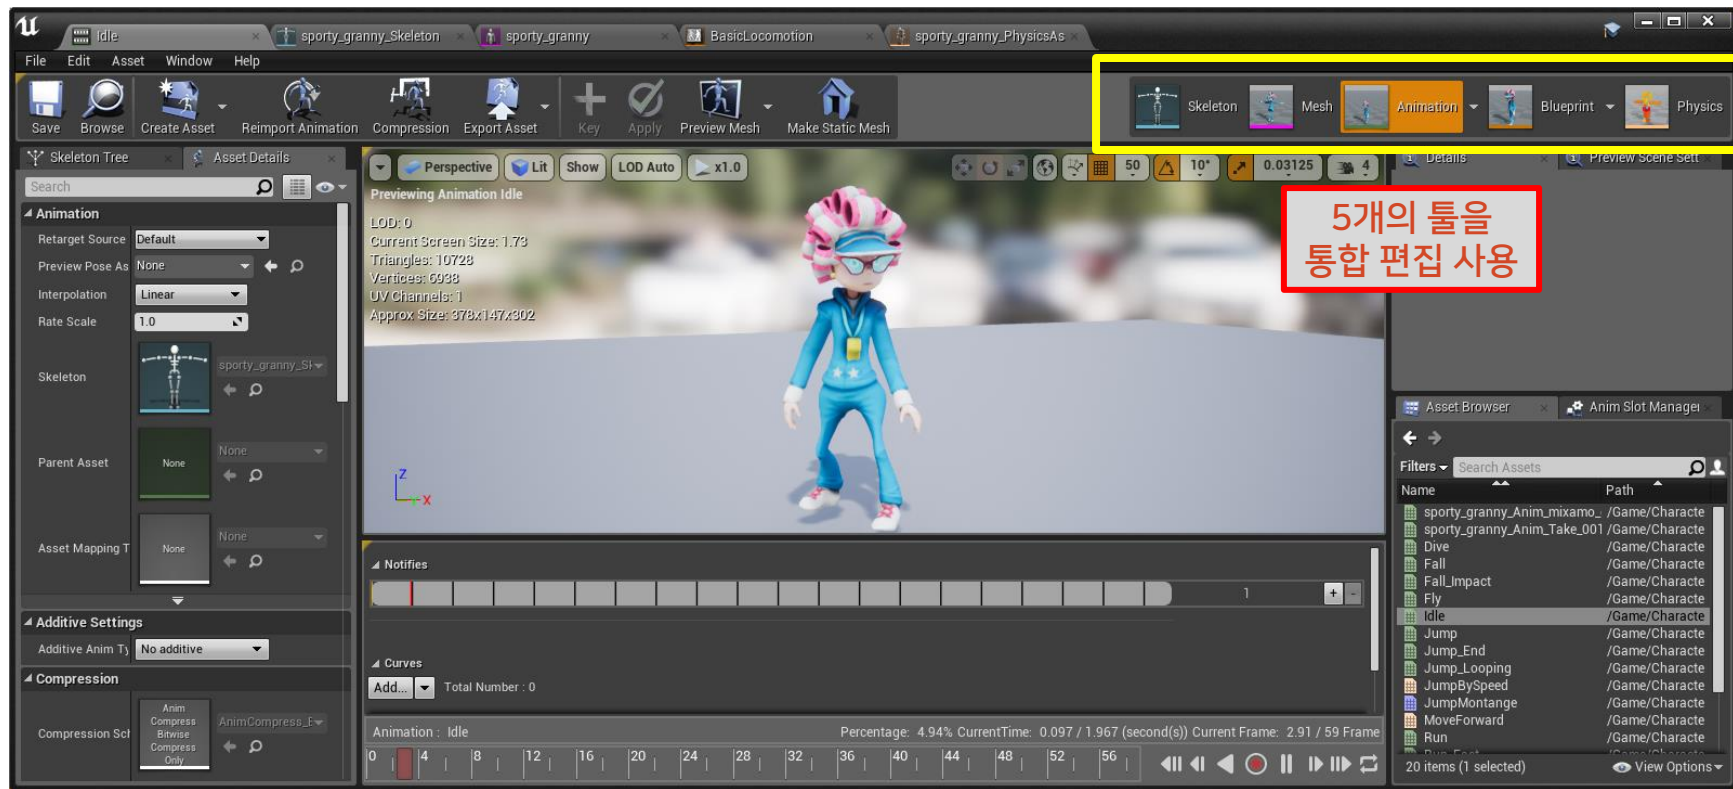 Idle
sporty_granny_Skeleton
sporty_granny
BasicLocomotion
sporty_granny_PhysicsAs
File Edit Asset Window Help
Save Browse Create Asset Reimport Animation Compression Export Asset Key Apply Preview Mesh Make Static Mesh
Skeleton Mesh Animation Blueprint Physics
Skeleton Tree
Asset Details
Search
Animation
Retarget Source Default
Preview Pose As None
Interpolation Linear
Rate Scale 1.0
Skeleton sporty_granny_Sk
Parent Asset None None
Asset Mapping T None None
Additive Settings
Additive Anim Ty No additive
Compression
Compression Sch
Anim
Compress
Bitwise
Compress
Only
AnimCompress_B
Perspective Lit Show LOD Auto x1.0
50 10° 0.03125 4
Previewing Animation Idle
LOD: 0
Current Screen Size: 1.73
Triangles: 10728
Vertices: 6938
UV Channels: 1
Approx Size: 378x147x302
Z
Y
X
Notifies
1
Curves
Add... Total Number : 0
Animation : Idle
Percentage: 4.94% CurrentTime: 0.097 / 1.967 (second(s)) Current Frame: 2.91 / 59 Frame
0 4 8 12 16 20 24 28 32 36 40 44 48 52 56
Details
Preview Scene Sett
5개의 툴을
통합 편집 사용
Asset Browser
Anim Slot Manager
Filters Search Assets
Name Path
sporty_granny_Anim_mixamo_ /Game/Characte
sporty_granny_Anim_Take_001 /Game/Characte
Dive /Game/Characte
Fall /Game/Characte
Fall_Impact /Game/Characte
Fly /Game/Characte
Idle /Game/Characte
Jump /Game/Characte
Jump_End /Game/Characte
Jump_Looping /Game/Characte
JumpBySpeed /Game/Characte
JumpMontange /Game/Characte
MoveForward /Game/Characte
Run /Game/Characte
20 items (1 selected) View Options